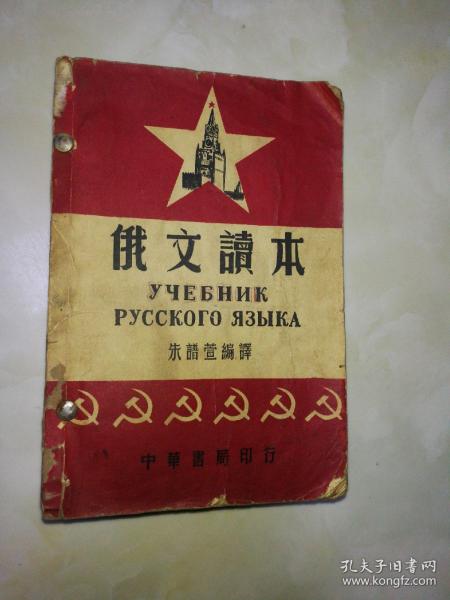 俄文讀本
УЧЕБНИК
РУССКОГО ЯЗЫКА
朱譜萱編譯
中華書局印行
孔夫子旧书网
www.kongfz.com